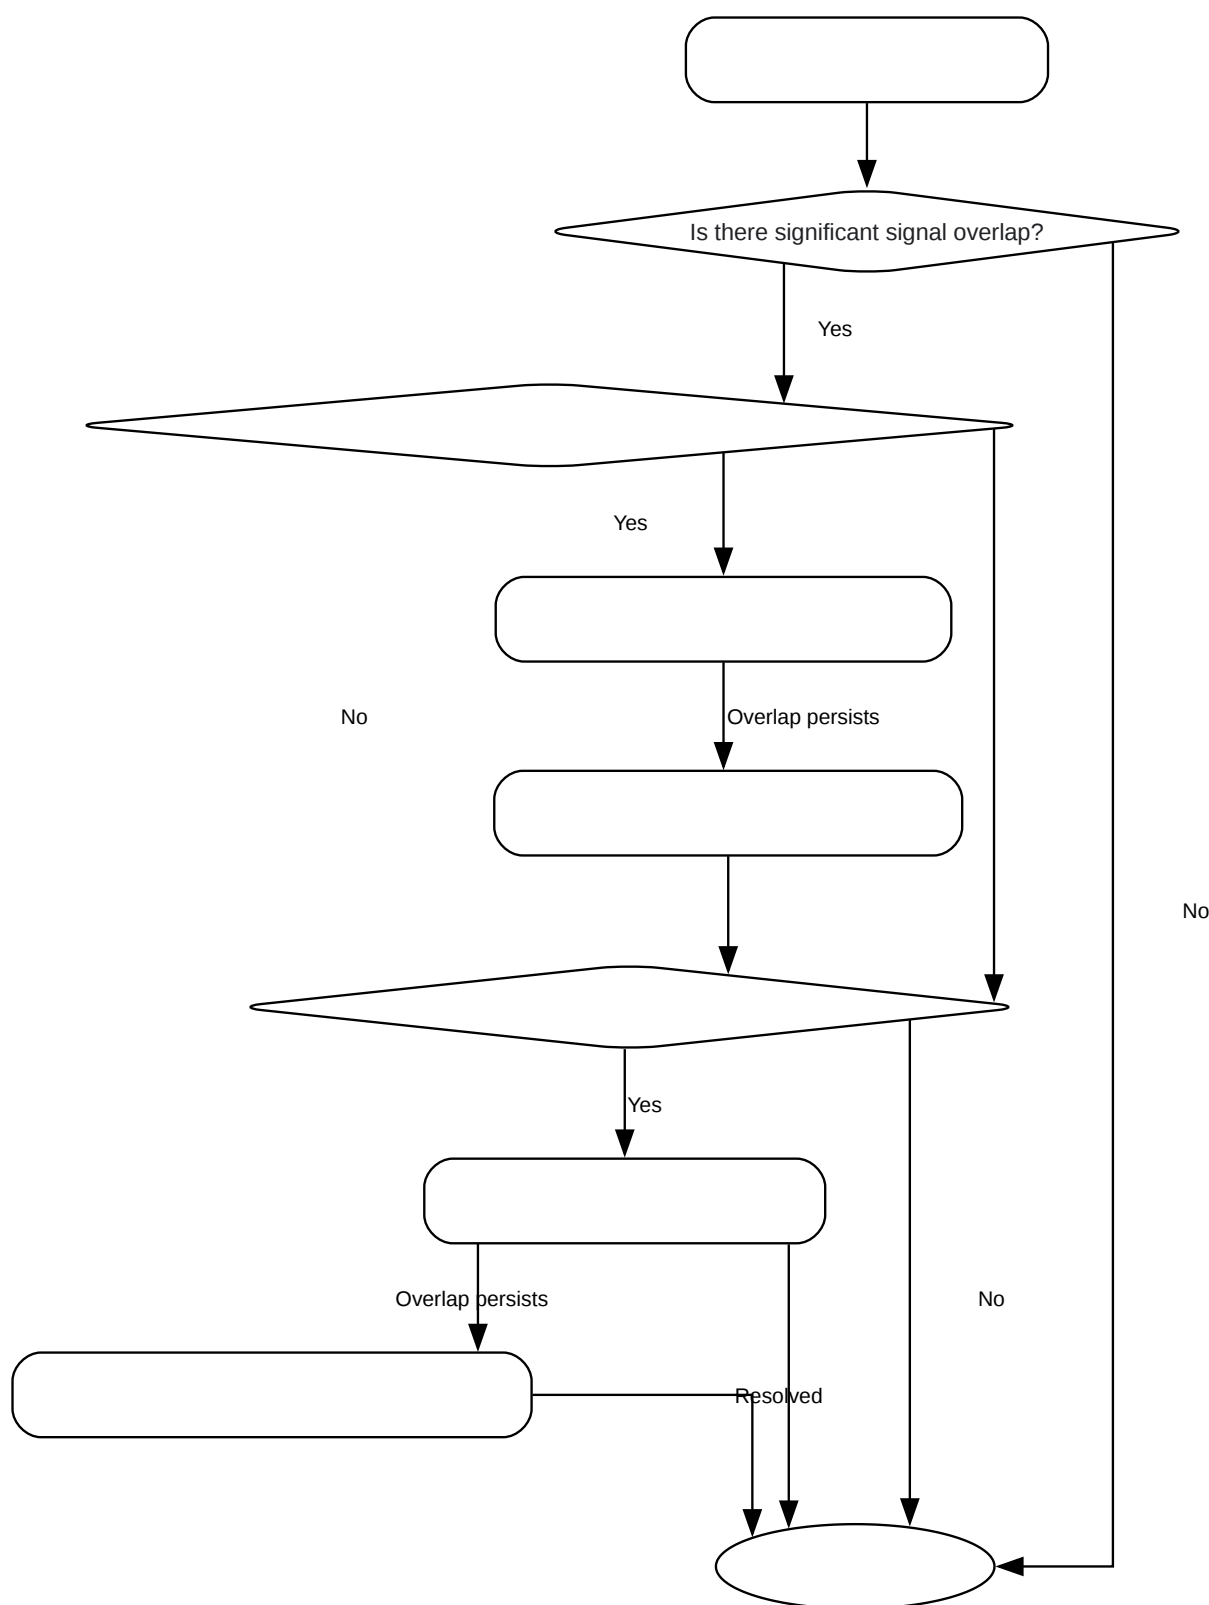 Is there significant signal overlap?
Yes
Yes
No
Overlap persists
No
Yes
Overlap persists
No
Resolved